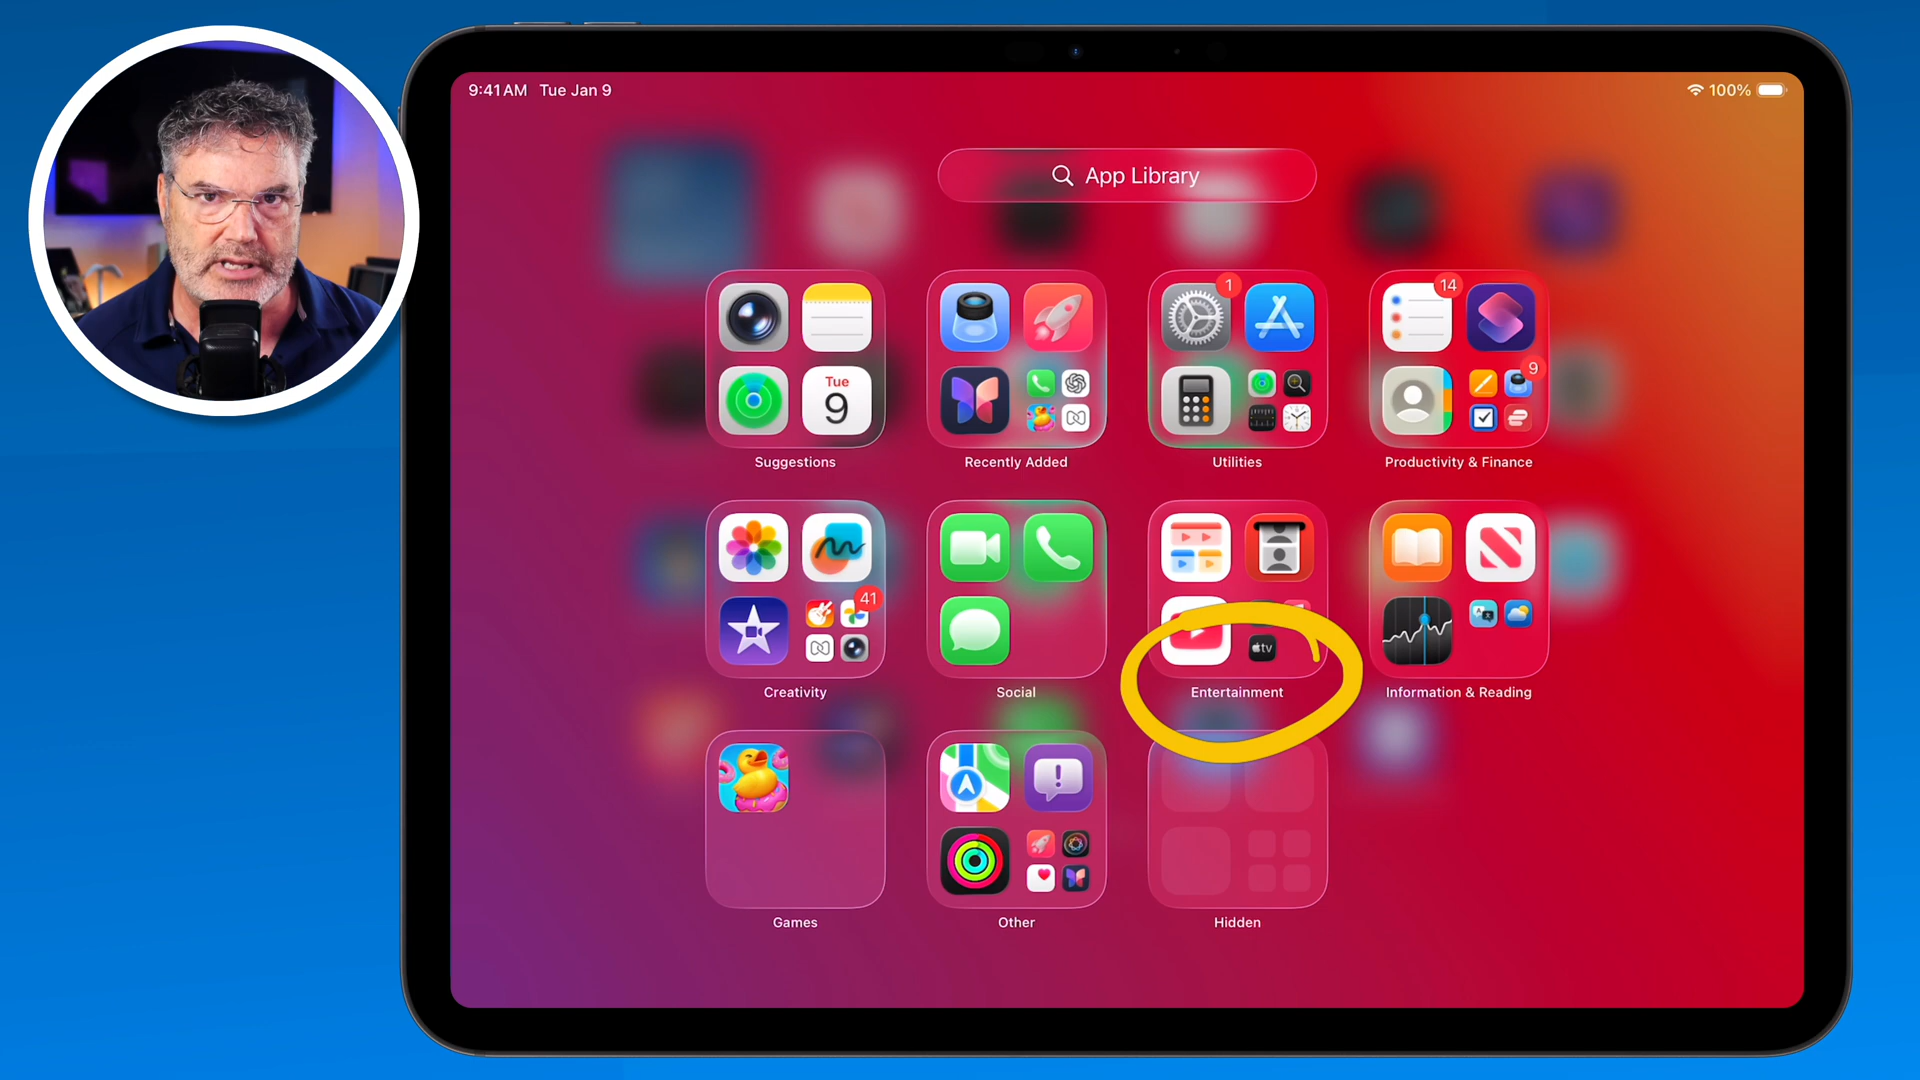 9:41 AM Tue Jan 9
100%
App Library
1
14
Tue
9
9
Suggestions
Recently Added
Utilities
Productivity & Finance
41
tv
Creativity
Social
Entertainment
Information & Reading
Games
Other
Hidden